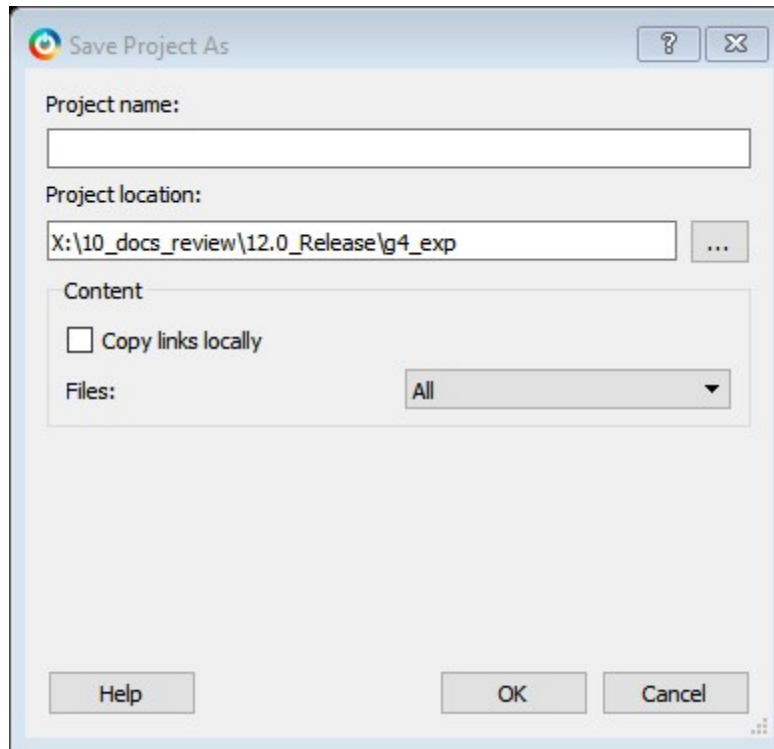 Save Project As
Project name:
Project location:
X:\10_docs_review\12.0_Release\g4_exp
...
Content
Copy links locally
Files:
All
Help
OK
Cancel